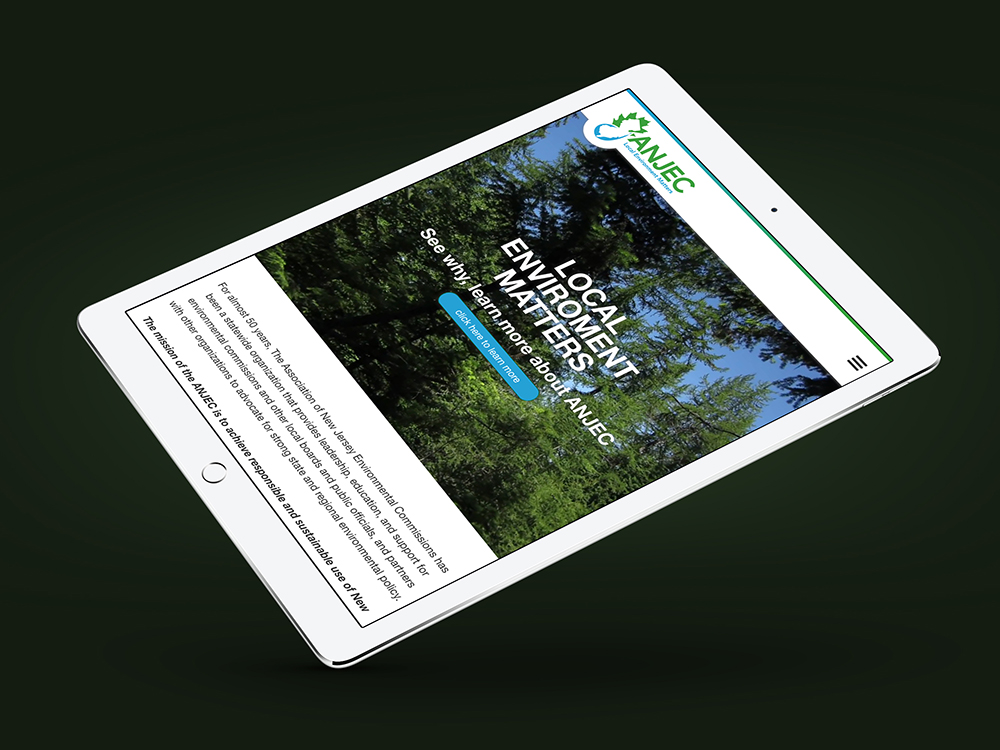 ANJEC
Local Environment Matters
LOCAL
ENVIROMENT
MATTERS
See why, learn more about ANJEC
click here to learn more
For almost 50 years, The Association of New Jersey Environmental Commissions has
been a statewide organization that provides leadership, education, and support for
environmental commissions and other local boards and public officials, and partners
with other organizations to advocate for strong state and regional environmental policy.
The mission of the ANJEC is to achieve responsible and sustainable use of New